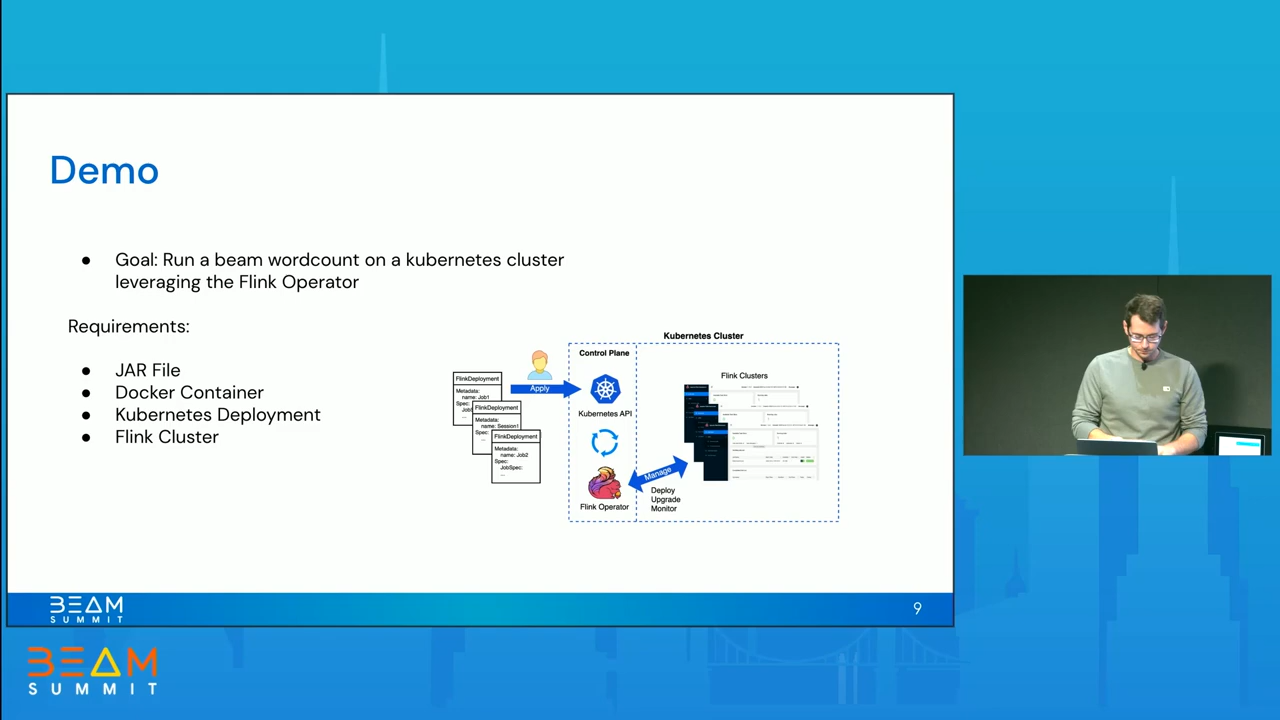 Demo
● Goal: Run a beam wordcount on a kubernetes cluster
leveraging the Flink Operator
Requirements:
● JAR File
● Docker Container
● Kubernetes Deployment
● Flink Cluster
Kubernetes Cluster
Control Plane
Flink Clusters
FlinkDeployment
Metadata:
name: Job1
Spec:
FlinkDeployment
Metadata:
name: Session1
Spec:
...
FlinkDeployment
Metadata:
name: Job2
Spec:
JobSpec:
...
Apply
Kubernetes API
Flink Operator
Manage
Deploy
Upgrade
Monitor
BEAM
SUMMIT
9
BEAM
SUMMIT